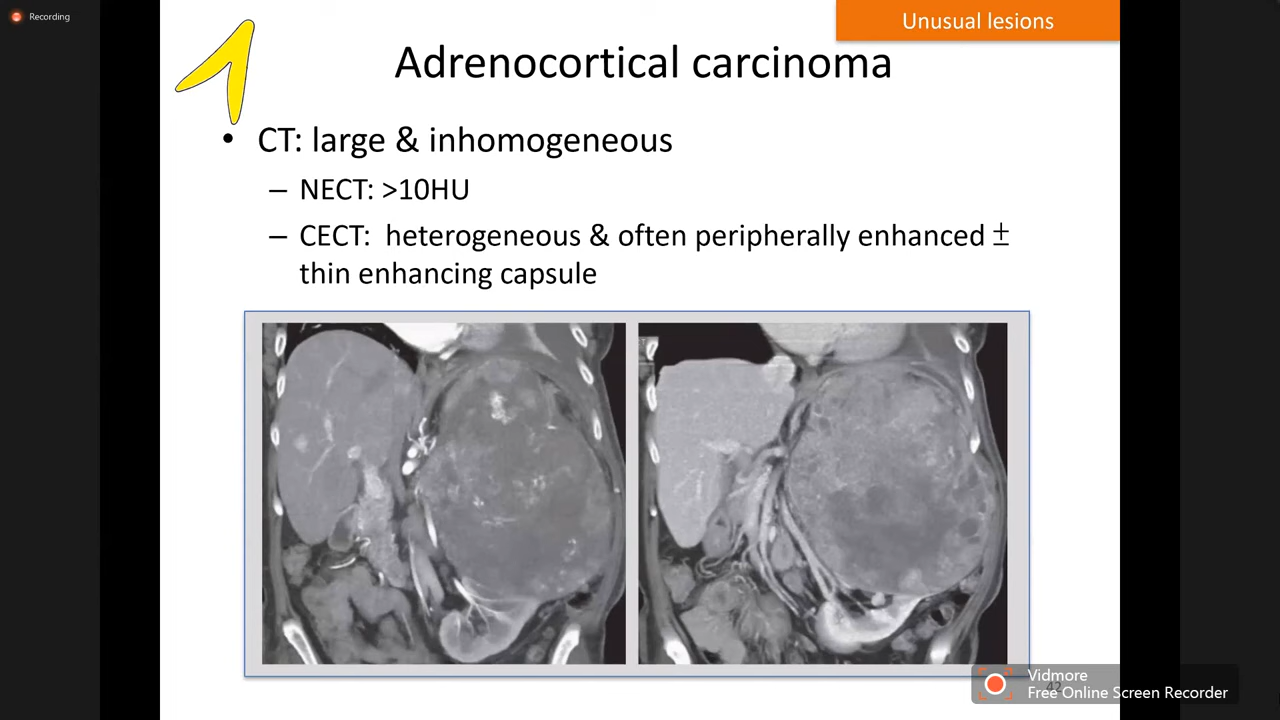 Recording
Unusual lesions
Adrenocortical carcinoma
• CT: large & inhomogeneous
– NECT: >10HU
– CECT: heterogeneous & often peripherally enhanced ±
thin enhancing capsule
42
Vidmore
Free Online Screen Recorder